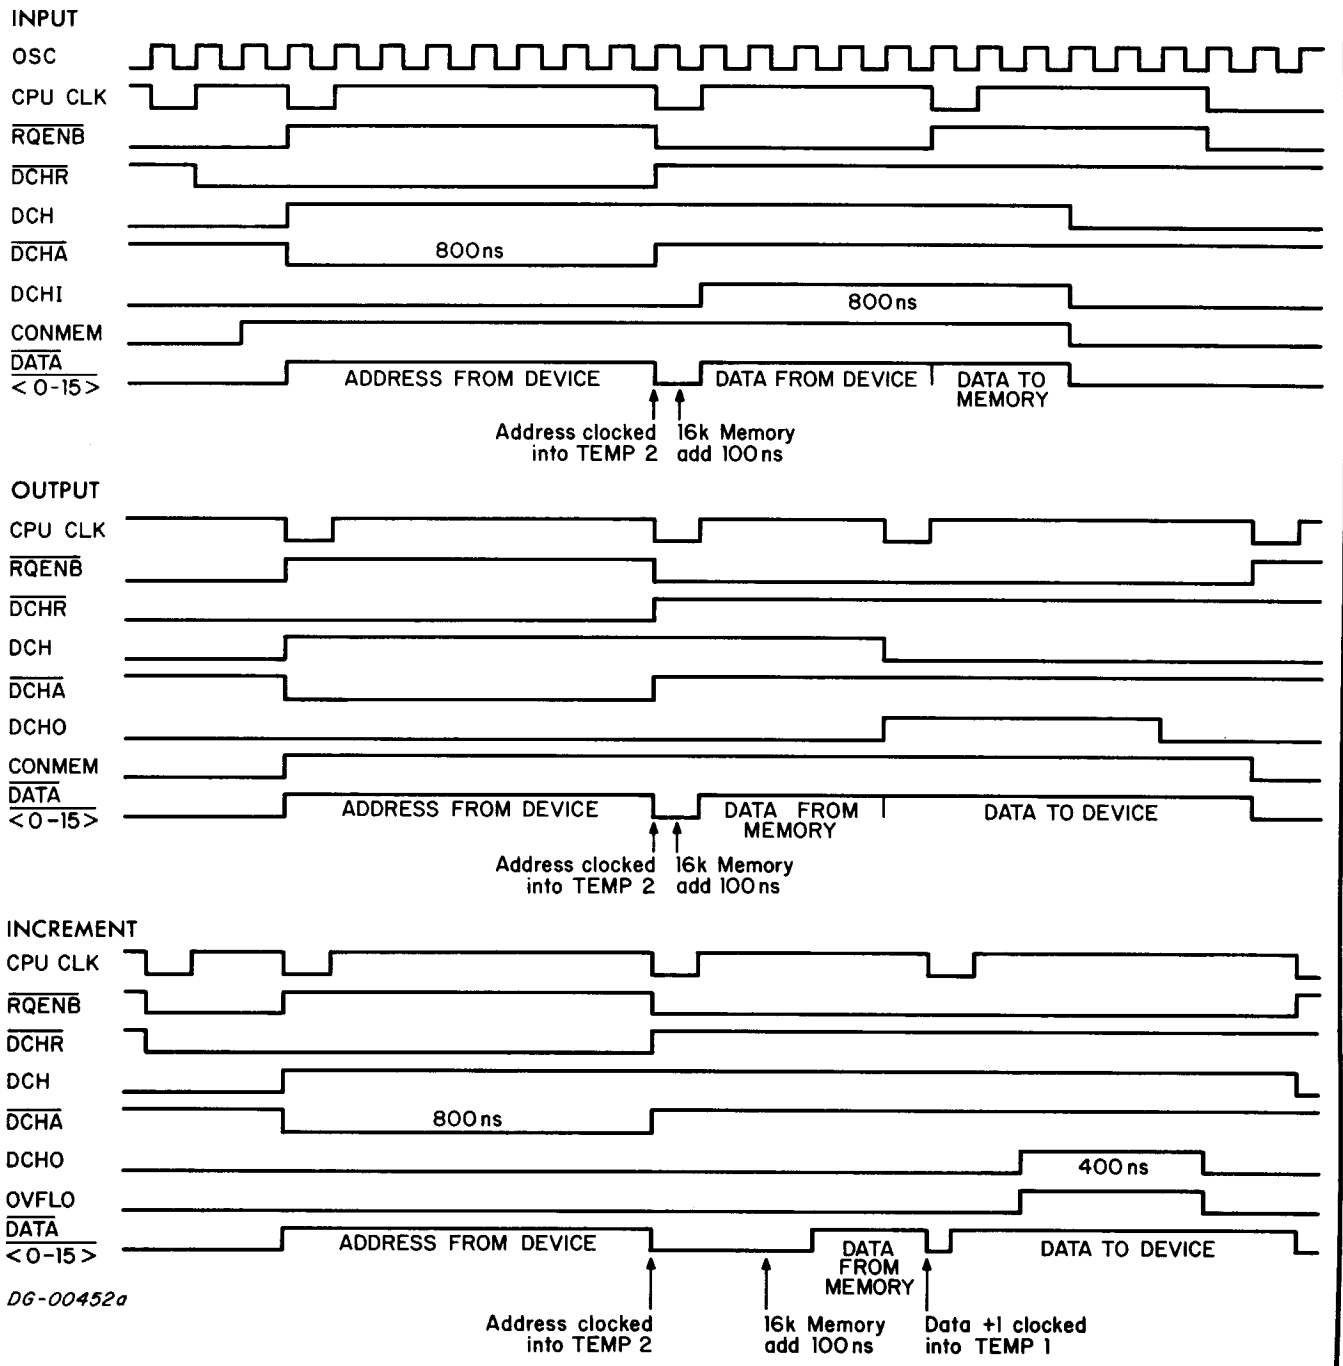 INPUT
OSC
CPU CLK
RQENB
DCHR
DCH
DCHA
800ns
DCHI
800ns
CONMEM
DATA
<0-15>
ADDRESS FROM DEVICE
DATA FROM DEVICE
DATA TO
MEMORY
Address clocked
into TEMP 2
16k Memory
add 100ns
OUTPUT
CPU CLK
RQENB
DCHR
DCH
DCHA
DCHO
CONMEM
DATA
<0-15>
ADDRESS FROM DEVICE
DATA FROM
MEMORY
DATA TO DEVICE
Address clocked
into TEMP 2
16k Memory
add 100ns
INCREMENT
CPU CLK
RQENB
DCHR
DCH
DCHA
800ns
DCHO
400ns
OVFLO
DATA
<0-15>
ADDRESS FROM DEVICE
DATA
FROM
MEMORY
DATA TO DEVICE
DG-00452a
Address clocked
into TEMP 2
16k Memory
add 100ns
Data +1 clocked
into TEMP 1